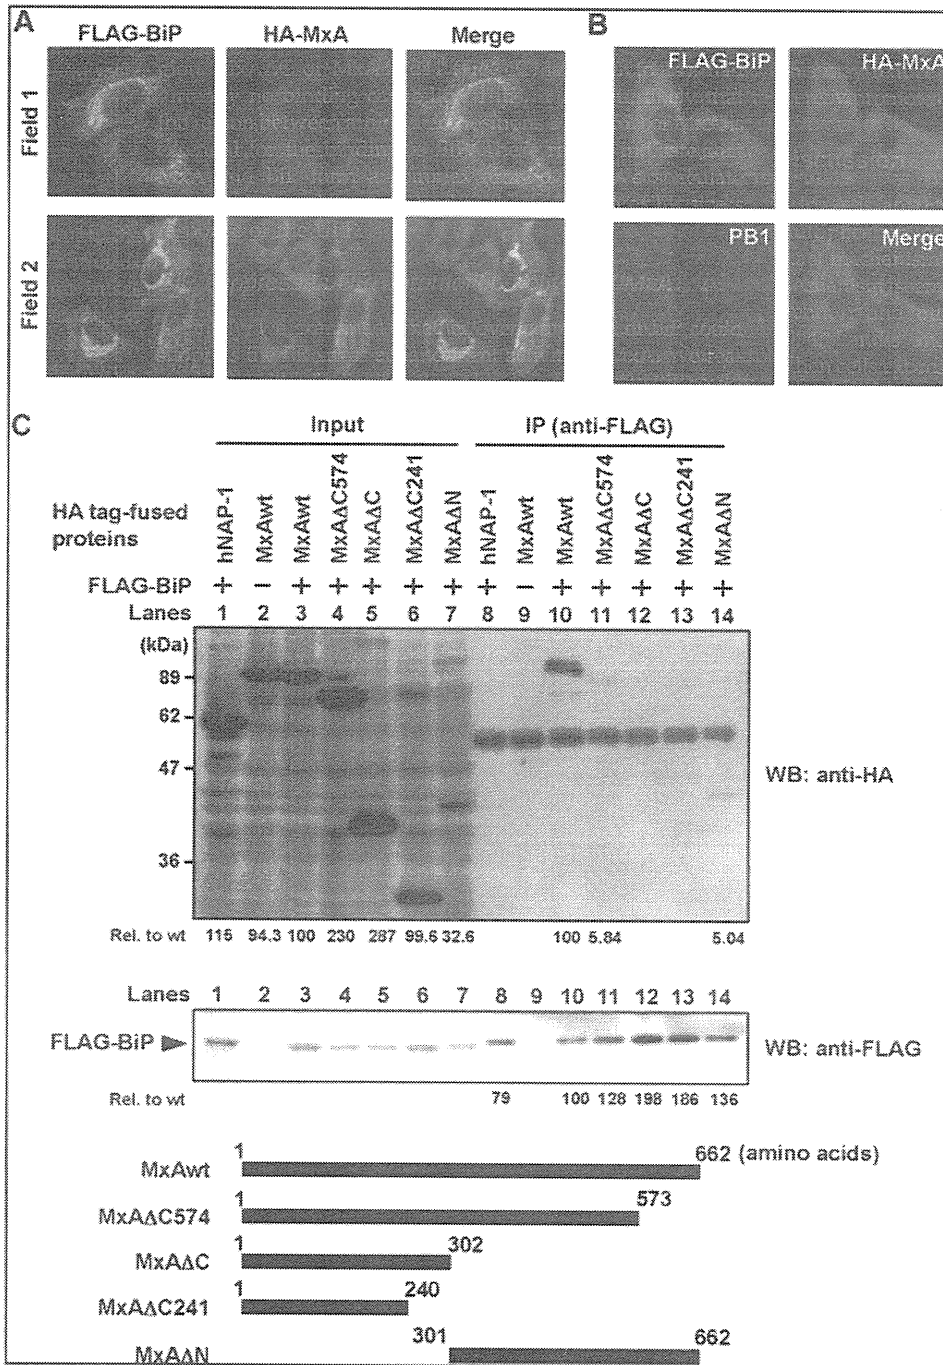 A
FLAG-BiP HA-MxA Merge
Field 1
Field 2
B
FLAG-BiP HA-MxA
PB1 Merge
C
Input IP (anti-FLAG)
HA tag-fused proteins
hNAP-1 MxAwt MxAwt MxAΔC574 MxAΔC MxAΔC241 MxAΔN hNAP-1 MxAwt MxAwt MxAΔC574 MxAΔC MxAΔC241 MxAΔN
FLAG-BiP + − + + + + + + − + + + + +
Lanes 1 2 3 4 5 6 7 8 9 10 11 12 13 14
(kDa)
89
62
47
36
WB: anti-HA
Rel. to wt 115 94.3 100 230 287 99.6 32.6 100 5.84 5.04
Lanes 1 2 3 4 5 6 7 8 9 10 11 12 13 14
FLAG-BiP WB: anti-FLAG
Rel. to wt 79 100 128 198 186 136
MxAwt 1 662 (amino acids)
MxAΔC574 1 573
MxAΔC 1 302
MxAΔC241 1 240
MxAΔN 301 662